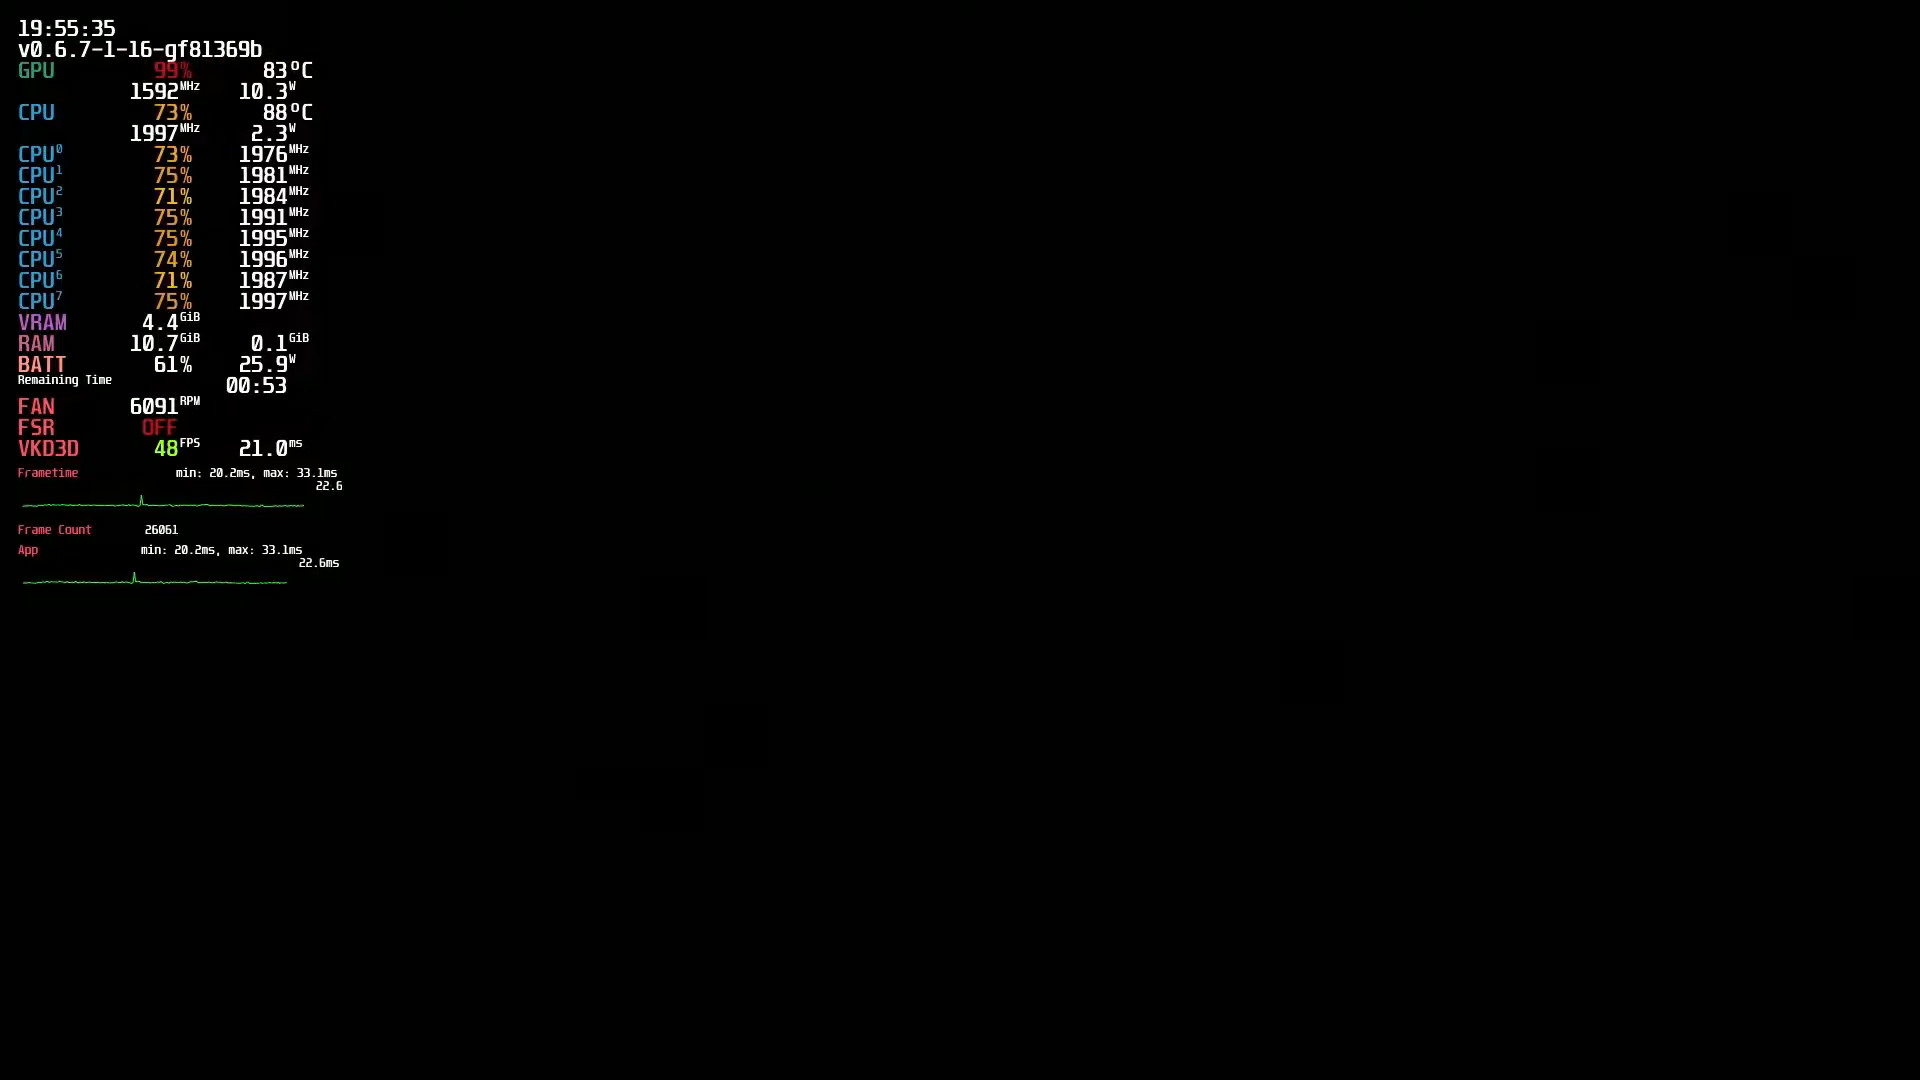 19:55:35
v0.6.7-1-16-gf81369b
GPU 99% 83°C
1592MHz 10.3W
CPU 73% 88°C
1997MHz 2.3W
CPU0 73% 1976MHz
CPU1 75% 1981MHz
CPU2 71% 1984MHz
CPU3 75% 1991MHz
CPU4 75% 1995MHz
CPU5 74% 1996MHz
CPU6 71% 1987MHz
CPU7 75% 1997MHz
VRAM 4.4GiB
RAM 10.7GiB 0.1GiB
BATT 61% 25.9W
Remaining Time 00:53
FAN 6091RPM
FSR OFF
VKD3D 48FPS 21.0ms
Frametime min: 20.2ms, max: 33.1ms
22.6
Frame Count 26061
App min: 20.2ms, max: 33.1ms
22.6ms